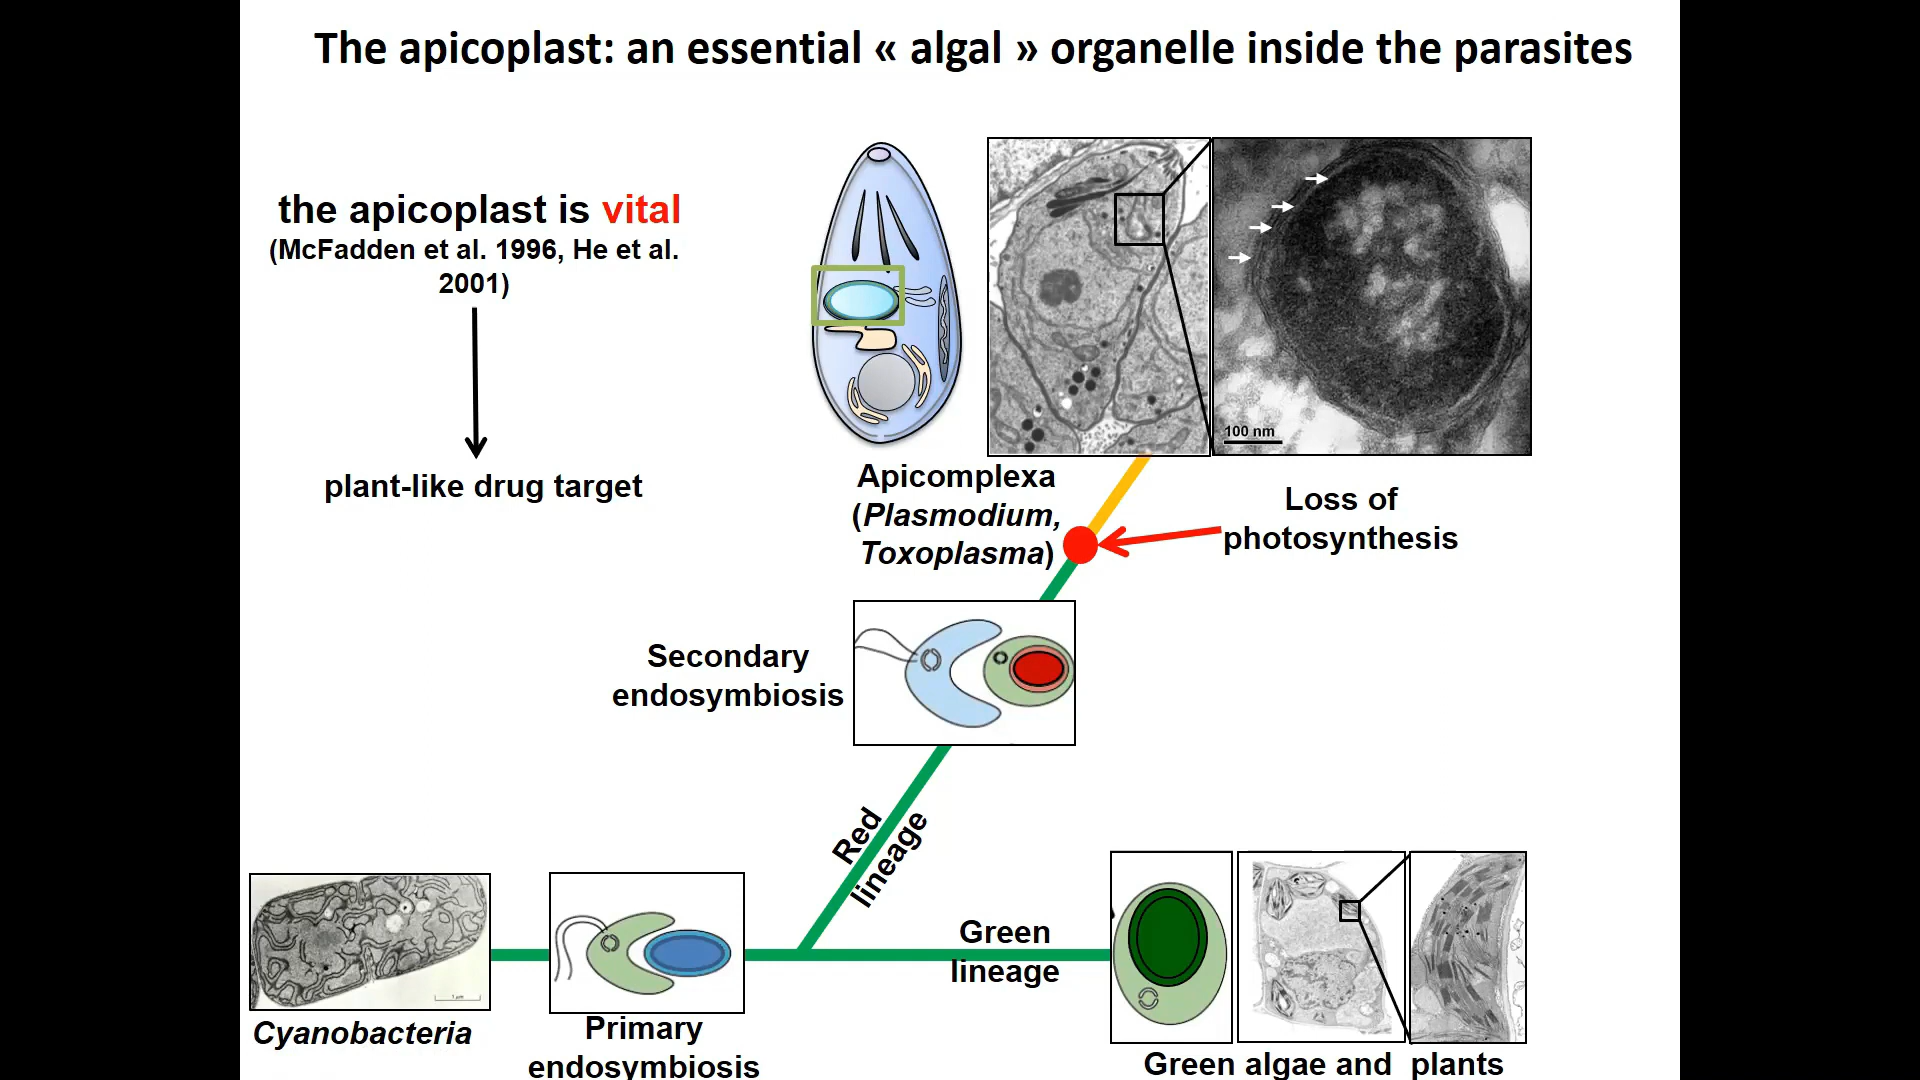 The apicoplast: an essential « algal » organelle inside the parasites
the apicoplast is vital
(McFadden et al. 1996, He et al.
2001)
plant-like drug target
100 nm
Apicomplexa
(Plasmodium,
Toxoplasma)
Loss of
photosynthesis
Secondary
endosymbiosis
Red
lineage
Green
lineage
1 µm
Cyanobacteria
Primary
endosymbiosis
Green algae and plants